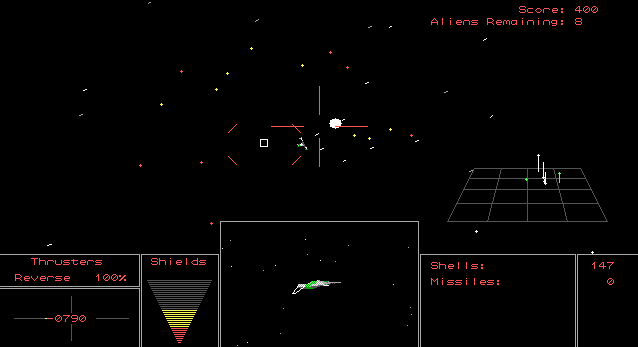 Score: 400
Aliens Remaining: 8
Thrusters
Reverse 100%
-0790
Shields
Shells: 147
Missiles: 0